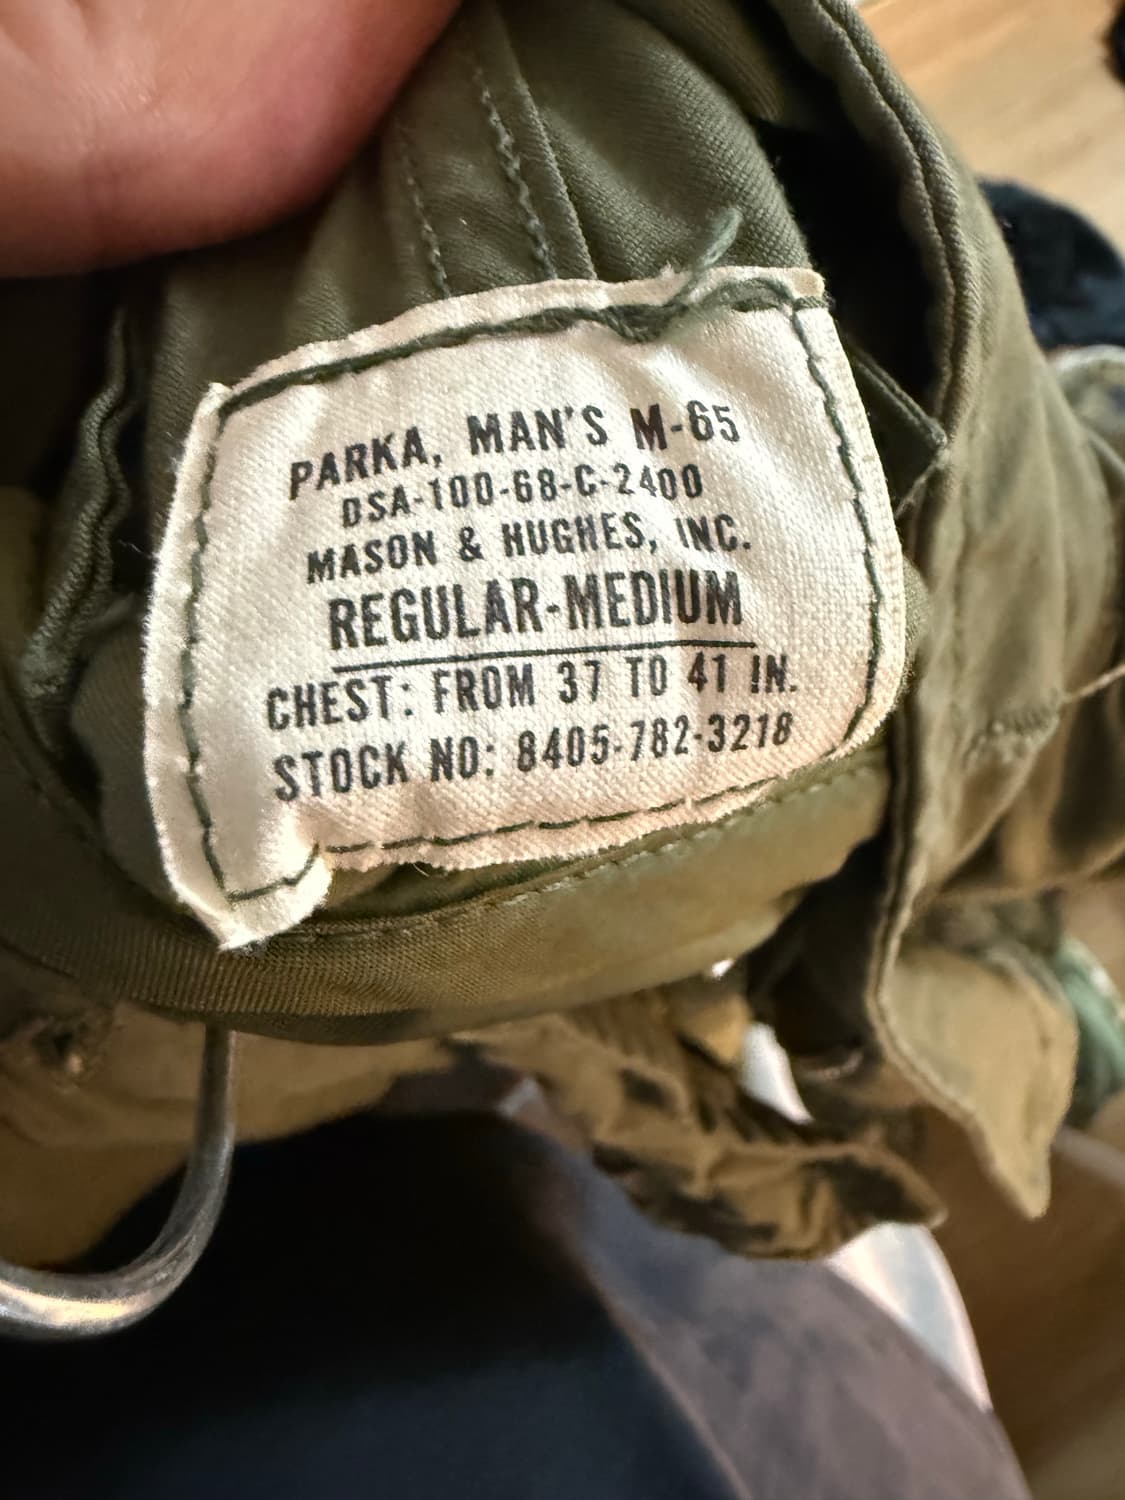 PARKA, MAN'S M-65
DSA-100-68-C-2400
MASON & HUGHES, INC.
REGULAR-MEDIUM
CHEST: FROM 37 TO 41 IN.
STOCK NO: 8405-782-3218